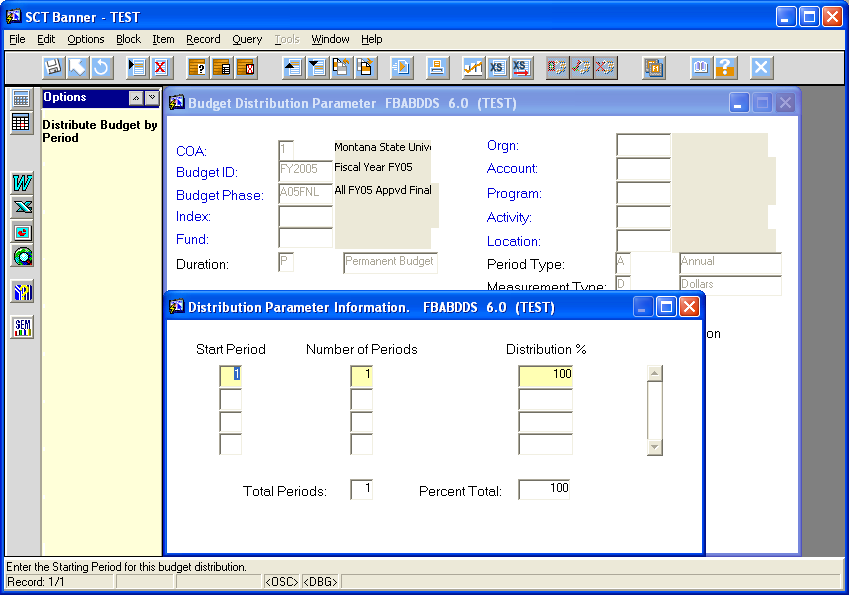 SCT Banner - TEST
File Edit Options Block Item Record Query Tools Window Help
Options
Distribute Budget by
Period
Budget Distribution Parameter FBABDDS 6.0 (TEST)
COA: 1 Montana State Univ
Budget ID: FY2005 Fiscal Year FY05
Budget Phase: A05FNL All FY05 Appvd Final
Index:
Fund:
Duration: P Permanent Budget
Orgn:
Account:
Program:
Activity:
Location:
Period Type: A Annual
Measurement Type: D Dollars
on
Distribution Parameter Information. FBABDDS 6.0 (TEST)
Start Period Number of Periods Distribution %
1 1 100
Total Periods: 1 Percent Total: 100
Enter the Starting Period for this budget distribution.
Record: 1/1 <OSC> <DBG>